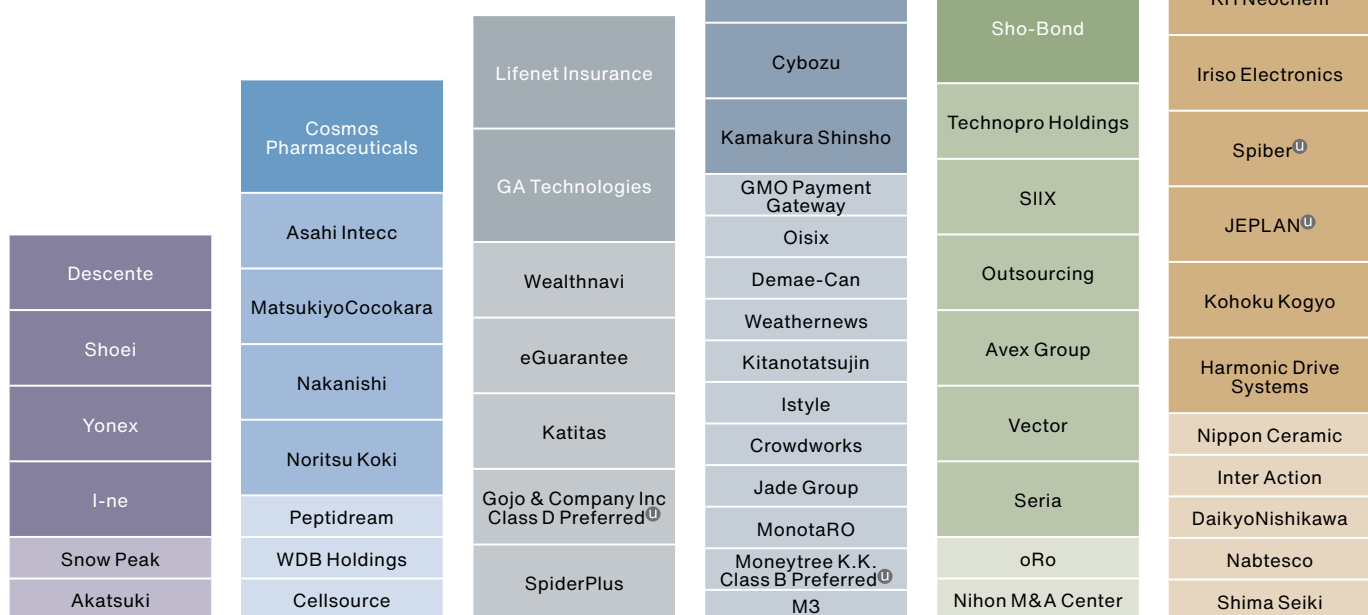 Descente
Shoei
Yonex
I-ne
Snow Peak
Akatsuki
Cosmos
Pharmaceuticals
Asahi Intecc
MatsukiyoCocokara
Nakanishi
Noritsu Koki
Peptidream
WDB Holdings
Cellsource
Lifenet Insurance
GA Technologies
Wealthnavi
eGuarantee
Katitas
Gojo & Company Inc
Class D Preferred U
SpiderPlus
Cybozu
Kamakura Shinsho
GMO Payment
Gateway
Oisix
Demae-Can
Weathernews
Kitanotatsujin
Istyle
Crowdworks
Jade Group
MonotaRO
Moneytree K.K.
Class B Preferred U
M3
Sho-Bond
Technopro Holdings
SIIX
Outsourcing
Avex Group
Vector
Seria
oRo
Nihon M&A Center
KH Neochem
Iriso Electronics
Spiber U
JEPLAN U
Kohoku Kogyo
Harmonic Drive
Systems
Nippon Ceramic
Inter Action
DaikyoNishikawa
Nabtesco
Shima Seiki